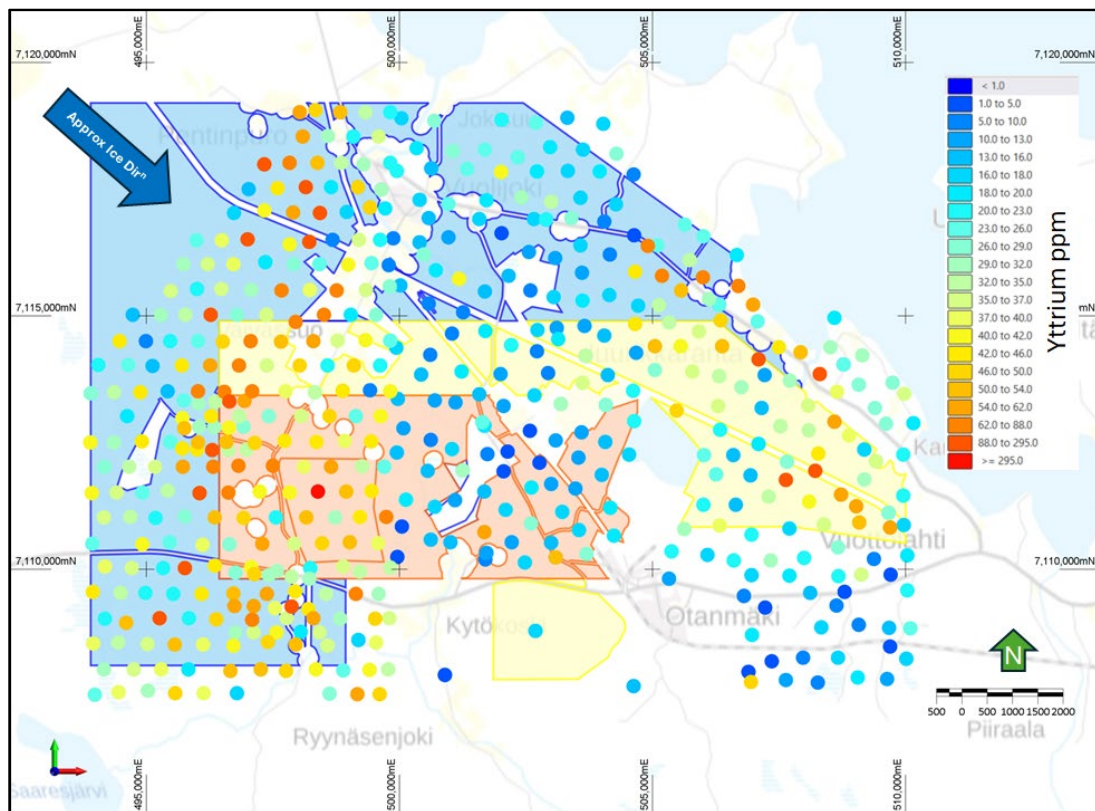 495,000mE
500,000mE
505,000mE
510,000mE
7,120,000mN
7,120,000mN
Approx Ice Dirⁿ
Vuolijoki
7,115,000mN
mN
Yttrium ppm
< 1.0
1.0 to 5.0
5.0 to 10.0
10.0 to 13.0
13.0 to 16.0
16.0 to 18.0
18.0 to 20.0
20.0 to 23.0
23.0 to 26.0
26.0 to 29.0
29.0 to 32.0
32.0 to 35.0
35.0 to 37.0
37.0 to 40.0
40.0 to 42.0
42.0 to 46.0
46.0 to 50.0
50.0 to 54.0
54.0 to 62.0
62.0 to 88.0
88.0 to 295.0
>= 295.0
Vuottolahti
7,110,000mN
7,110,000mN
Otanmäki
N
500 0 500 1000 1500 2000
Piiraala
Ryynäsenjoki
Saaresjärvi
495,000mE
500,000mE
505,000mE
510,000mE